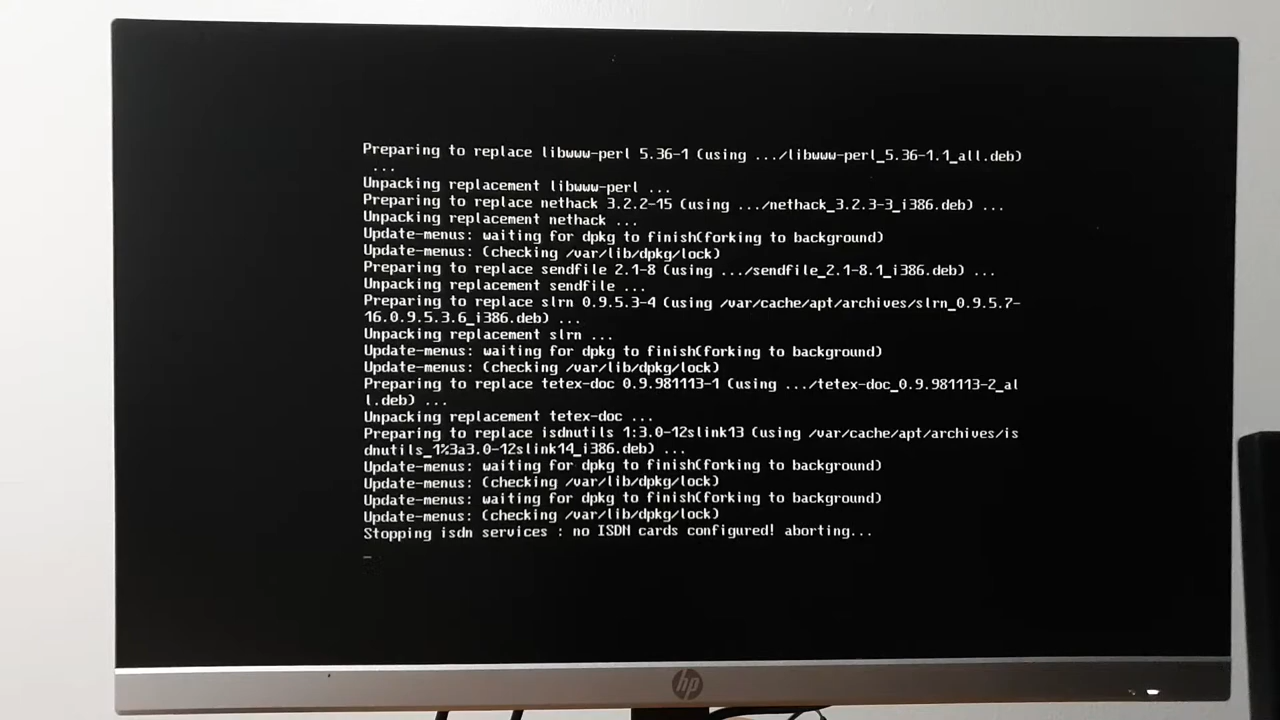 Preparing to replace libwww-perl 5.36-1 (using .../libwww-perl_5.36-1.1_all.deb)
...
Unpacking replacement libwww-perl ...
Preparing to replace nethack 3.2.2-15 (using .../nethack_3.2.3-3_i386.deb) ...
Unpacking replacement nethack ...
Update-menus: waiting for dpkg to finish(forking to background)
Update-menus: (checking /var/lib/dpkg/lock)
Preparing to replace sendfile 2.1-8 (using .../sendfile_2.1-8.1_i386.deb) ...
Unpacking replacement sendfile ...
Preparing to replace slrn 0.9.5.3-4 (using /var/cache/apt/archives/slrn_0.9.5.7-
16.0.9.5.3.6_i386.deb) ...
Unpacking replacement slrn ...
Update-menus: waiting for dpkg to finish(forking to background)
Update-menus: (checking /var/lib/dpkg/lock)
Preparing to replace tetex-doc 0.9.981113-1 (using .../tetex-doc_0.9.981113-2_al
l.deb) ...
Unpacking replacement tetex-doc ...
Preparing to replace isdnutils 1:3.0-12slink13 (using /var/cache/apt/archives/is
dnutils_1%3a3.0-12slink14_i386.deb) ...
Update-menus: waiting for dpkg to finish(forking to background)
Update-menus: (checking /var/lib/dpkg/lock)
Update-menus: waiting for dpkg to finish(forking to background)
Update-menus: (checking /var/lib/dpkg/lock)
Stopping isdn services : no ISDN cards configured! aborting...
_
hp